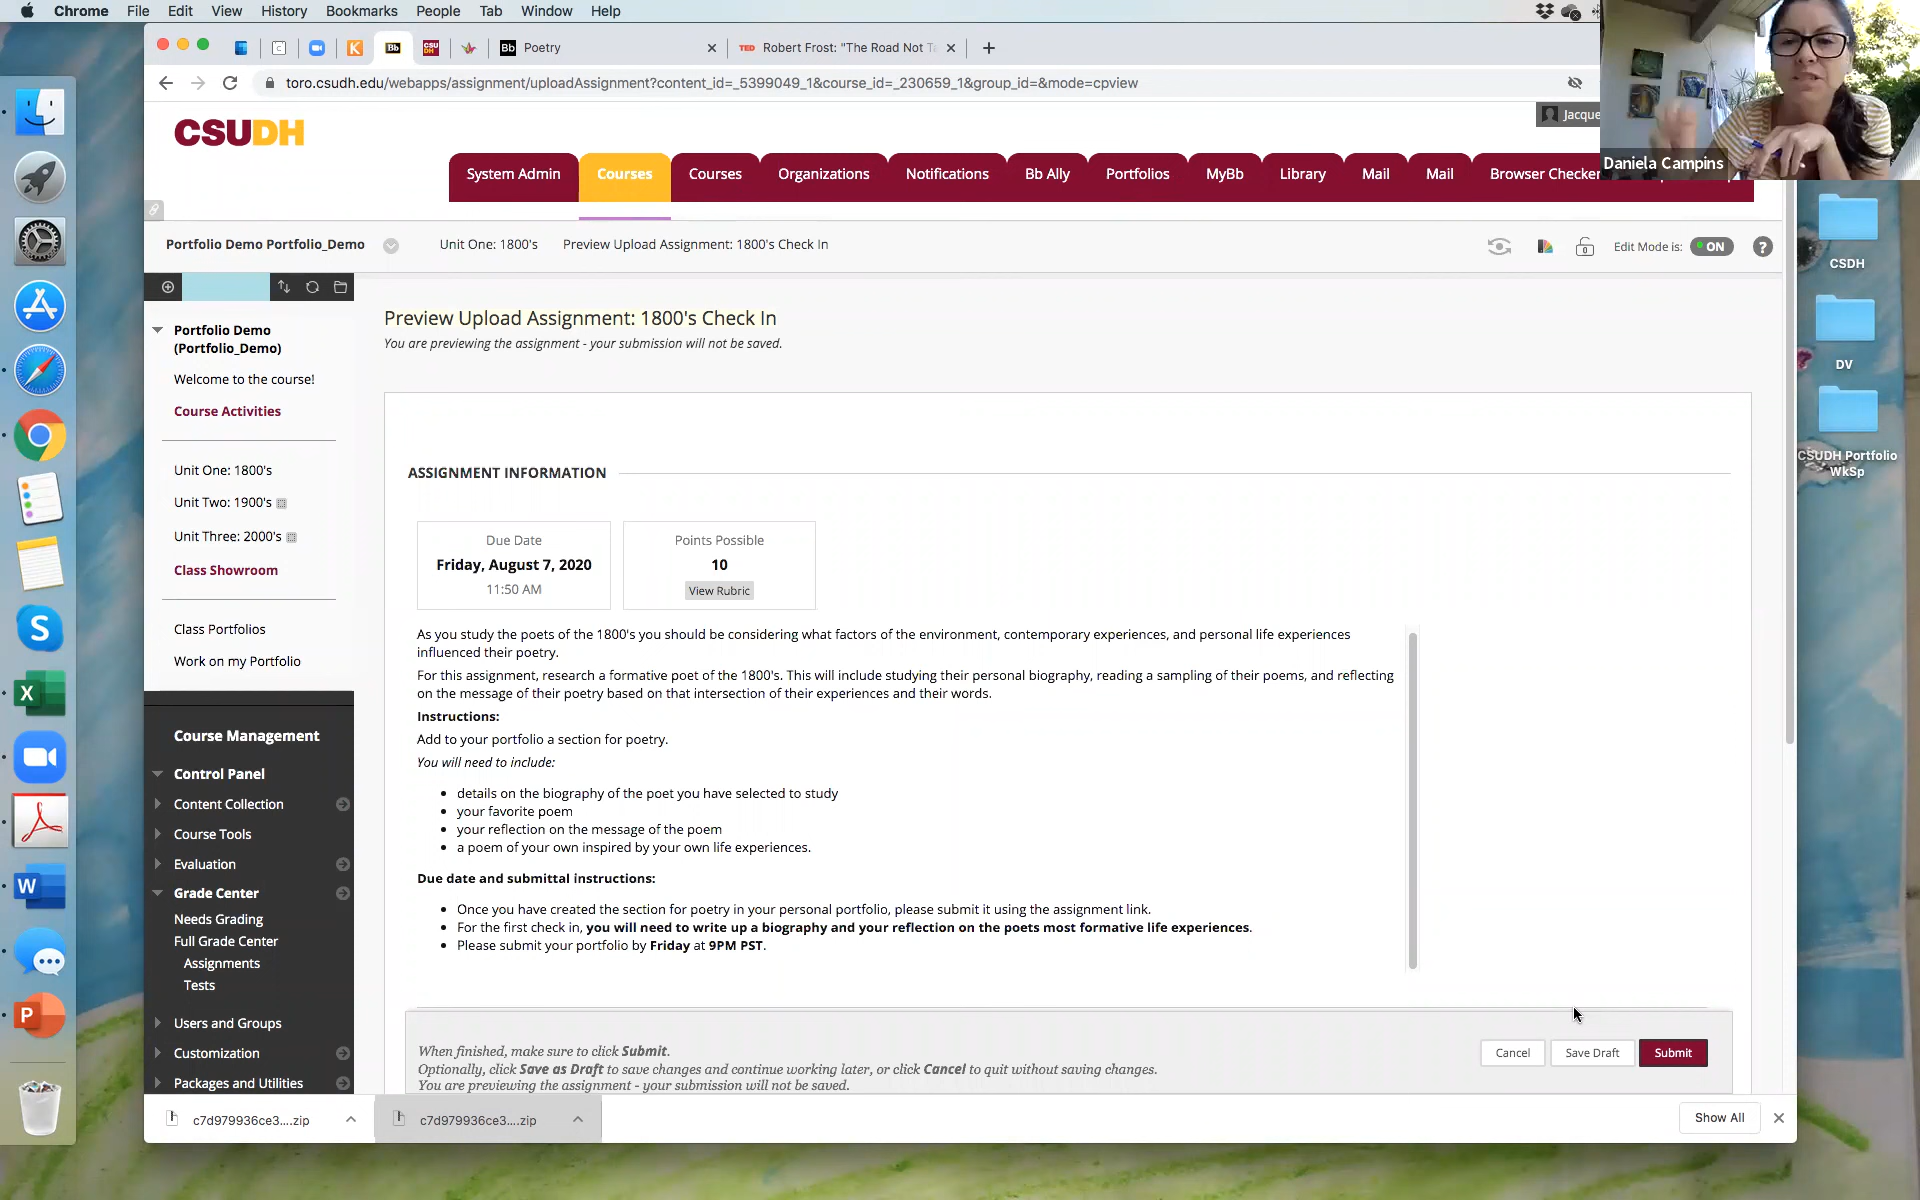 Chrome File Edit View History Bookmarks People Tab Window Help
Bb Poetry
TED Robert Frost: "The Road Not T
toro.csudh.edu/webapps/assignment/uploadAssignment?content_id=_5399049_1&course_id=_230659_1&group_id=&mode=cpview
CSUDH
Jacque
Daniela Campins
System Admin Courses Courses Organizations Notifications Bb Ally Portfolios MyBb Library Mail Mail Browser Checker
Portfolio Demo Portfolio_Demo Unit One: 1800's Preview Upload Assignment: 1800's Check In Edit Mode is: ON ?
Portfolio Demo
(Portfolio_Demo)
Welcome to the course!
Course Activities
Unit One: 1800's
Unit Two: 1900's
Unit Three: 2000's
Class Showroom
Class Portfolios
Work on my Portfolio
Course Management
Control Panel
Content Collection
Course Tools
Evaluation
Grade Center
Needs Grading
Full Grade Center
Assignments
Tests
Users and Groups
Customization
Packages and Utilities
Preview Upload Assignment: 1800's Check In
You are previewing the assignment - your submission will not be saved.
ASSIGNMENT INFORMATION
Due Date
Friday, August 7, 2020
11:50 AM
Points Possible
10
View Rubric
As you study the poets of the 1800's you should be considering what factors of the environment, contemporary experiences, and personal life experiences
influenced their poetry.
For this assignment, research a formative poet of the 1800's. This will include studying their personal biography, reading a sampling of their poems, and reflecting
on the message of their poetry based on that intersection of their experiences and their words.
Instructions:
Add to your portfolio a section for poetry.
You will need to include:
• details on the biography of the poet you have selected to study
• your favorite poem
• your reflection on the message of the poem
• a poem of your own inspired by your own life experiences.
Due date and submittal instructions:
• Once you have created the section for poetry in your personal portfolio, please submit it using the assignment link.
• For the first check in, you will need to write up a biography and your reflection on the poets most formative life experiences.
• Please submit your portfolio by Friday at 9PM PST.
When finished, make sure to click Submit.
Optionally, click Save as Draft to save changes and continue working later, or click Cancel to quit without saving changes.
You are previewing the assignment - your submission will not be saved.
Cancel Save Draft Submit
c7d979936ce3....zip
c7d979936ce3....zip
Show All
CSDH
DV
CSUDH Portfolio
WkSp